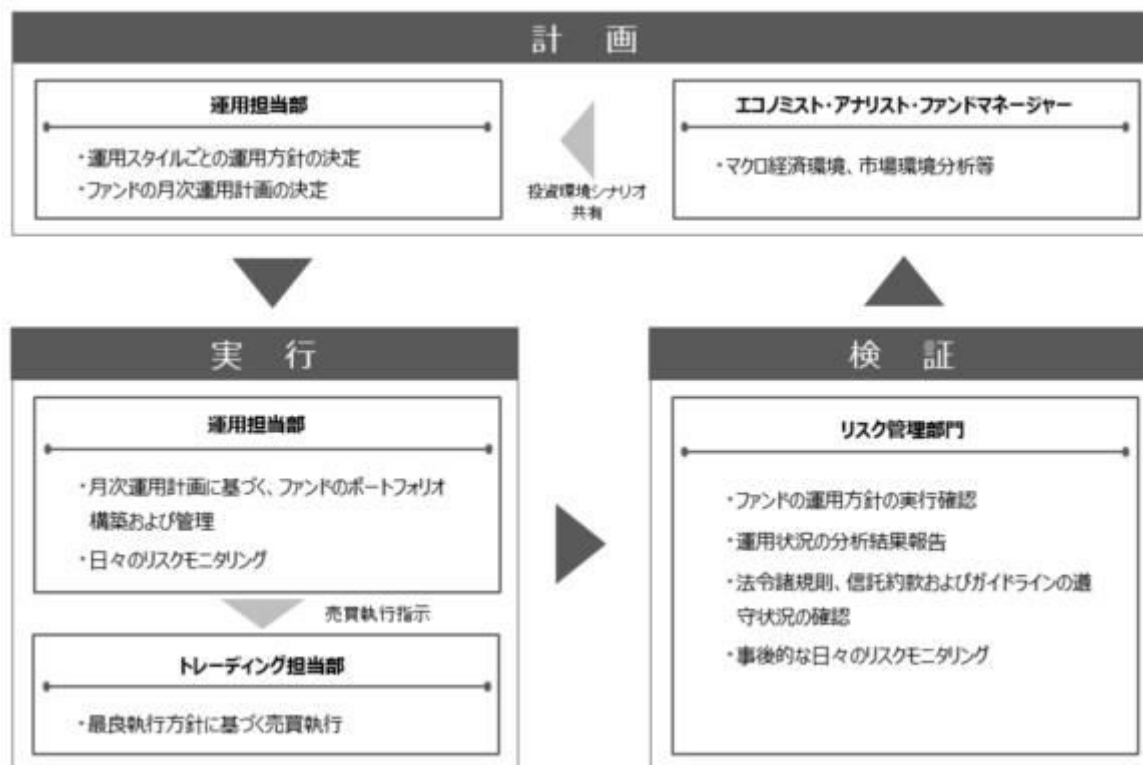 計 画
運用担当部
・運用スタイルごとの運用方針の決定
・ファンドの月次運用計画の決定
投資環境シナリオ
共有
エコノミスト・アナリスト・ファンドマネージャー
・マクロ経済環境、市場環境分析等
実 行
運用担当部
・月次運用計画に基づく、ファンドのポートフォリオ
構築および管理
・日々のリスクモニタリング
売買執行指示
トレーディング担当部
・最良執行方針に基づく売買執行
検 証
リスク管理部門
・ファンドの運用方針の実行確認
・運用状況の分析結果報告
・法令諸規則、信託約款およびガイドラインの遵
守状況の確認
・事後的な日々のリスクモニタリング